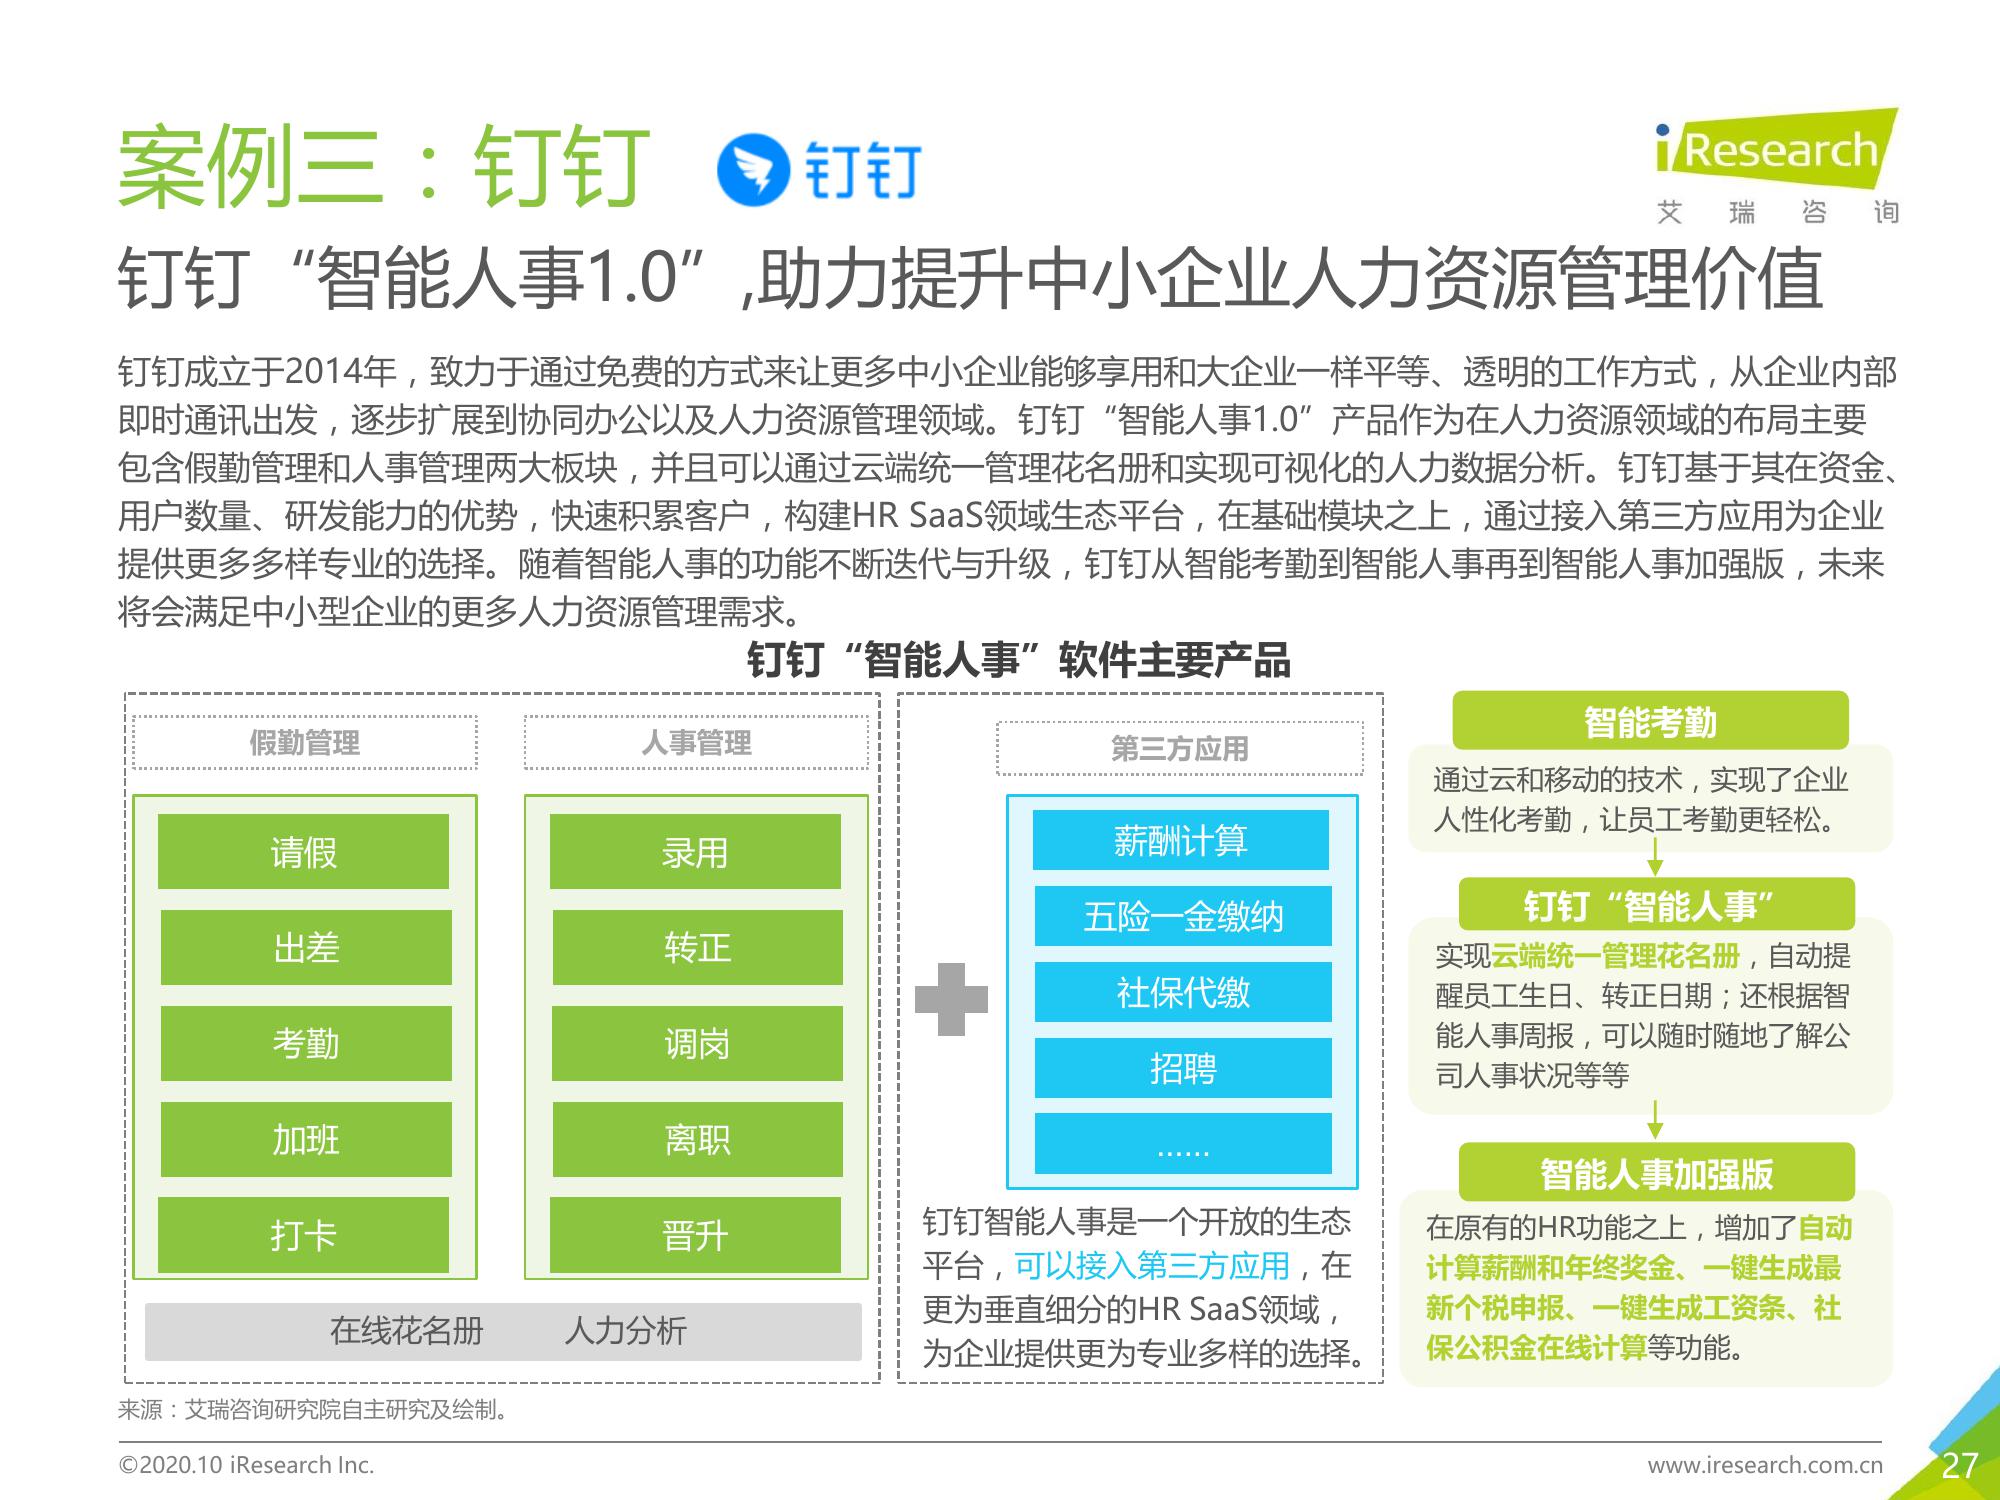 案例三：钉钉
钉钉
iResearch
艾瑞咨询
钉钉“智能人事1.0”,助力提升中小企业人力资源管理价值
钉钉成立于2014年，致力于通过免费的方式来让更多中小企业能够享用和大企业一样平等、透明的工作方式，从企业内部
即时通讯出发，逐步扩展到协同办公以及人力资源管理领域。钉钉“智能人事1.0”产品作为在人力资源领域的布局主要
包含假勤管理和人事管理两大板块，并且可以通过云端统一管理花名册和实现可视化的人力数据分析。钉钉基于其在资金、
用户数量、研发能力的优势，快速积累客户，构建HR SaaS领域生态平台，在基础模块之上，通过接入第三方应用为企业
提供更多多样专业的选择。随着智能人事的功能不断迭代与升级，钉钉从智能考勤到智能人事再到智能人事加强版，未来
将会满足中小型企业的更多人力资源管理需求。
钉钉“智能人事”软件主要产品
假勤管理
请假
出差
考勤
加班
打卡
人事管理
录用
转正
调岗
离职
晋升
在线花名册 人力分析
第三方应用
薪酬计算
五险一金缴纳
社保代缴
招聘
……
钉钉智能人事是一个开放的生态
平台，可以接入第三方应用，在
更为垂直细分的HR SaaS领域，
为企业提供更为专业多样的选择。
智能考勤
通过云和移动的技术，实现了企业
人性化考勤，让员工考勤更轻松。
钉钉“智能人事”
实现云端统一管理花名册，自动提
醒员工生日、转正日期；还根据智
能人事周报，可以随时随地了解公
司人事状况等等
智能人事加强版
在原有的HR功能之上，增加了自动
计算薪酬和年终奖金、一键生成最
新个税申报、一键生成工资条、社
保公积金在线计算等功能。
来源：艾瑞咨询研究院自主研究及绘制。
©2020.10 iResearch Inc.
www.iresearch.com.cn
27